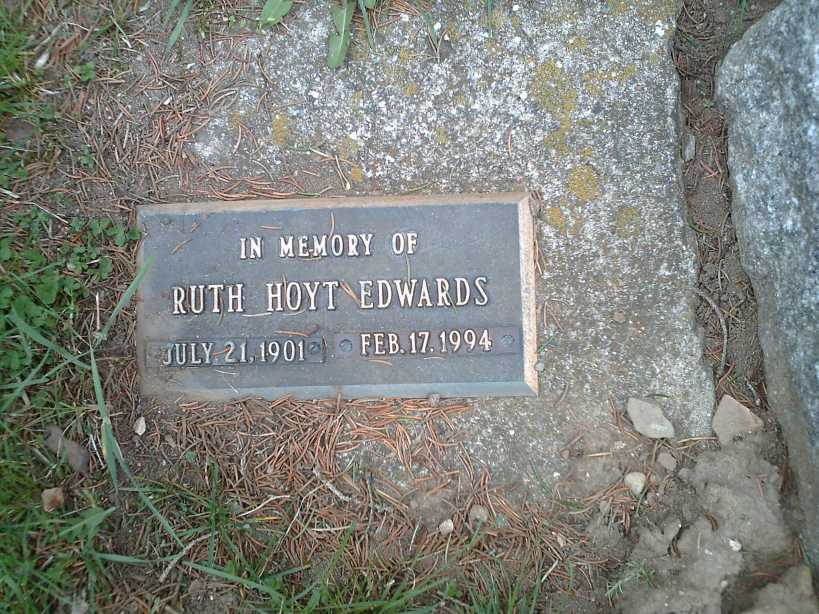 IN MEMORY OF
RUTH HOYT EDWARDS
JULY. 21, 1901 FEB. 17. 1994